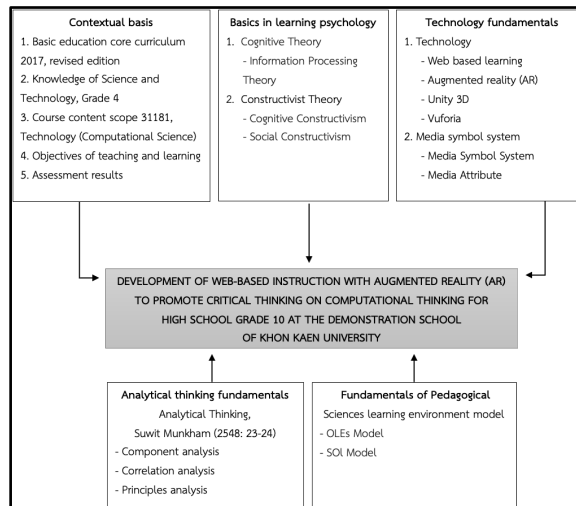 Contextual basis
1. Basic education core curriculum
2017, revised edition
2. Knowledge of Science and
Technology, Grade 4
3. Course content scope 31181,
Technology (Computational Science)
4. Objectives of teaching and learning
5. Assessment results
Basics in learning psychology
1. Cognitive Theory
- Information Processing
Theory
2. Constructivist Theory
- Cognitive Constructivism
- Social Constructivism
Technology fundamentals
1. Technology
- Web based learning
- Augmented reality (AR)
- Unity 3D
- Vuforia
2. Media symbol system
- Media Symbol System
- Media Attribute
DEVELOPMENT OF WEB-BASED INSTRUCTION WITH AUGMENTED REALITY (AR)
TO PROMOTE CRITICAL THINKING ON COMPUTATIONAL THINKING FOR
HIGH SCHOOL GRADE 10 AT THE DEMONSTRATION SCHOOL
OF KHON KAEN UNIVERSITY
Analytical thinking fundamentals
Analytical Thinking,
Suwit Munkham (2548: 23-24)
- Component analysis
- Correlation analysis
- Principles analysis
Fundamentals of Pedagogical
Sciences learning environment model
- OLEs Model
- SOI Model